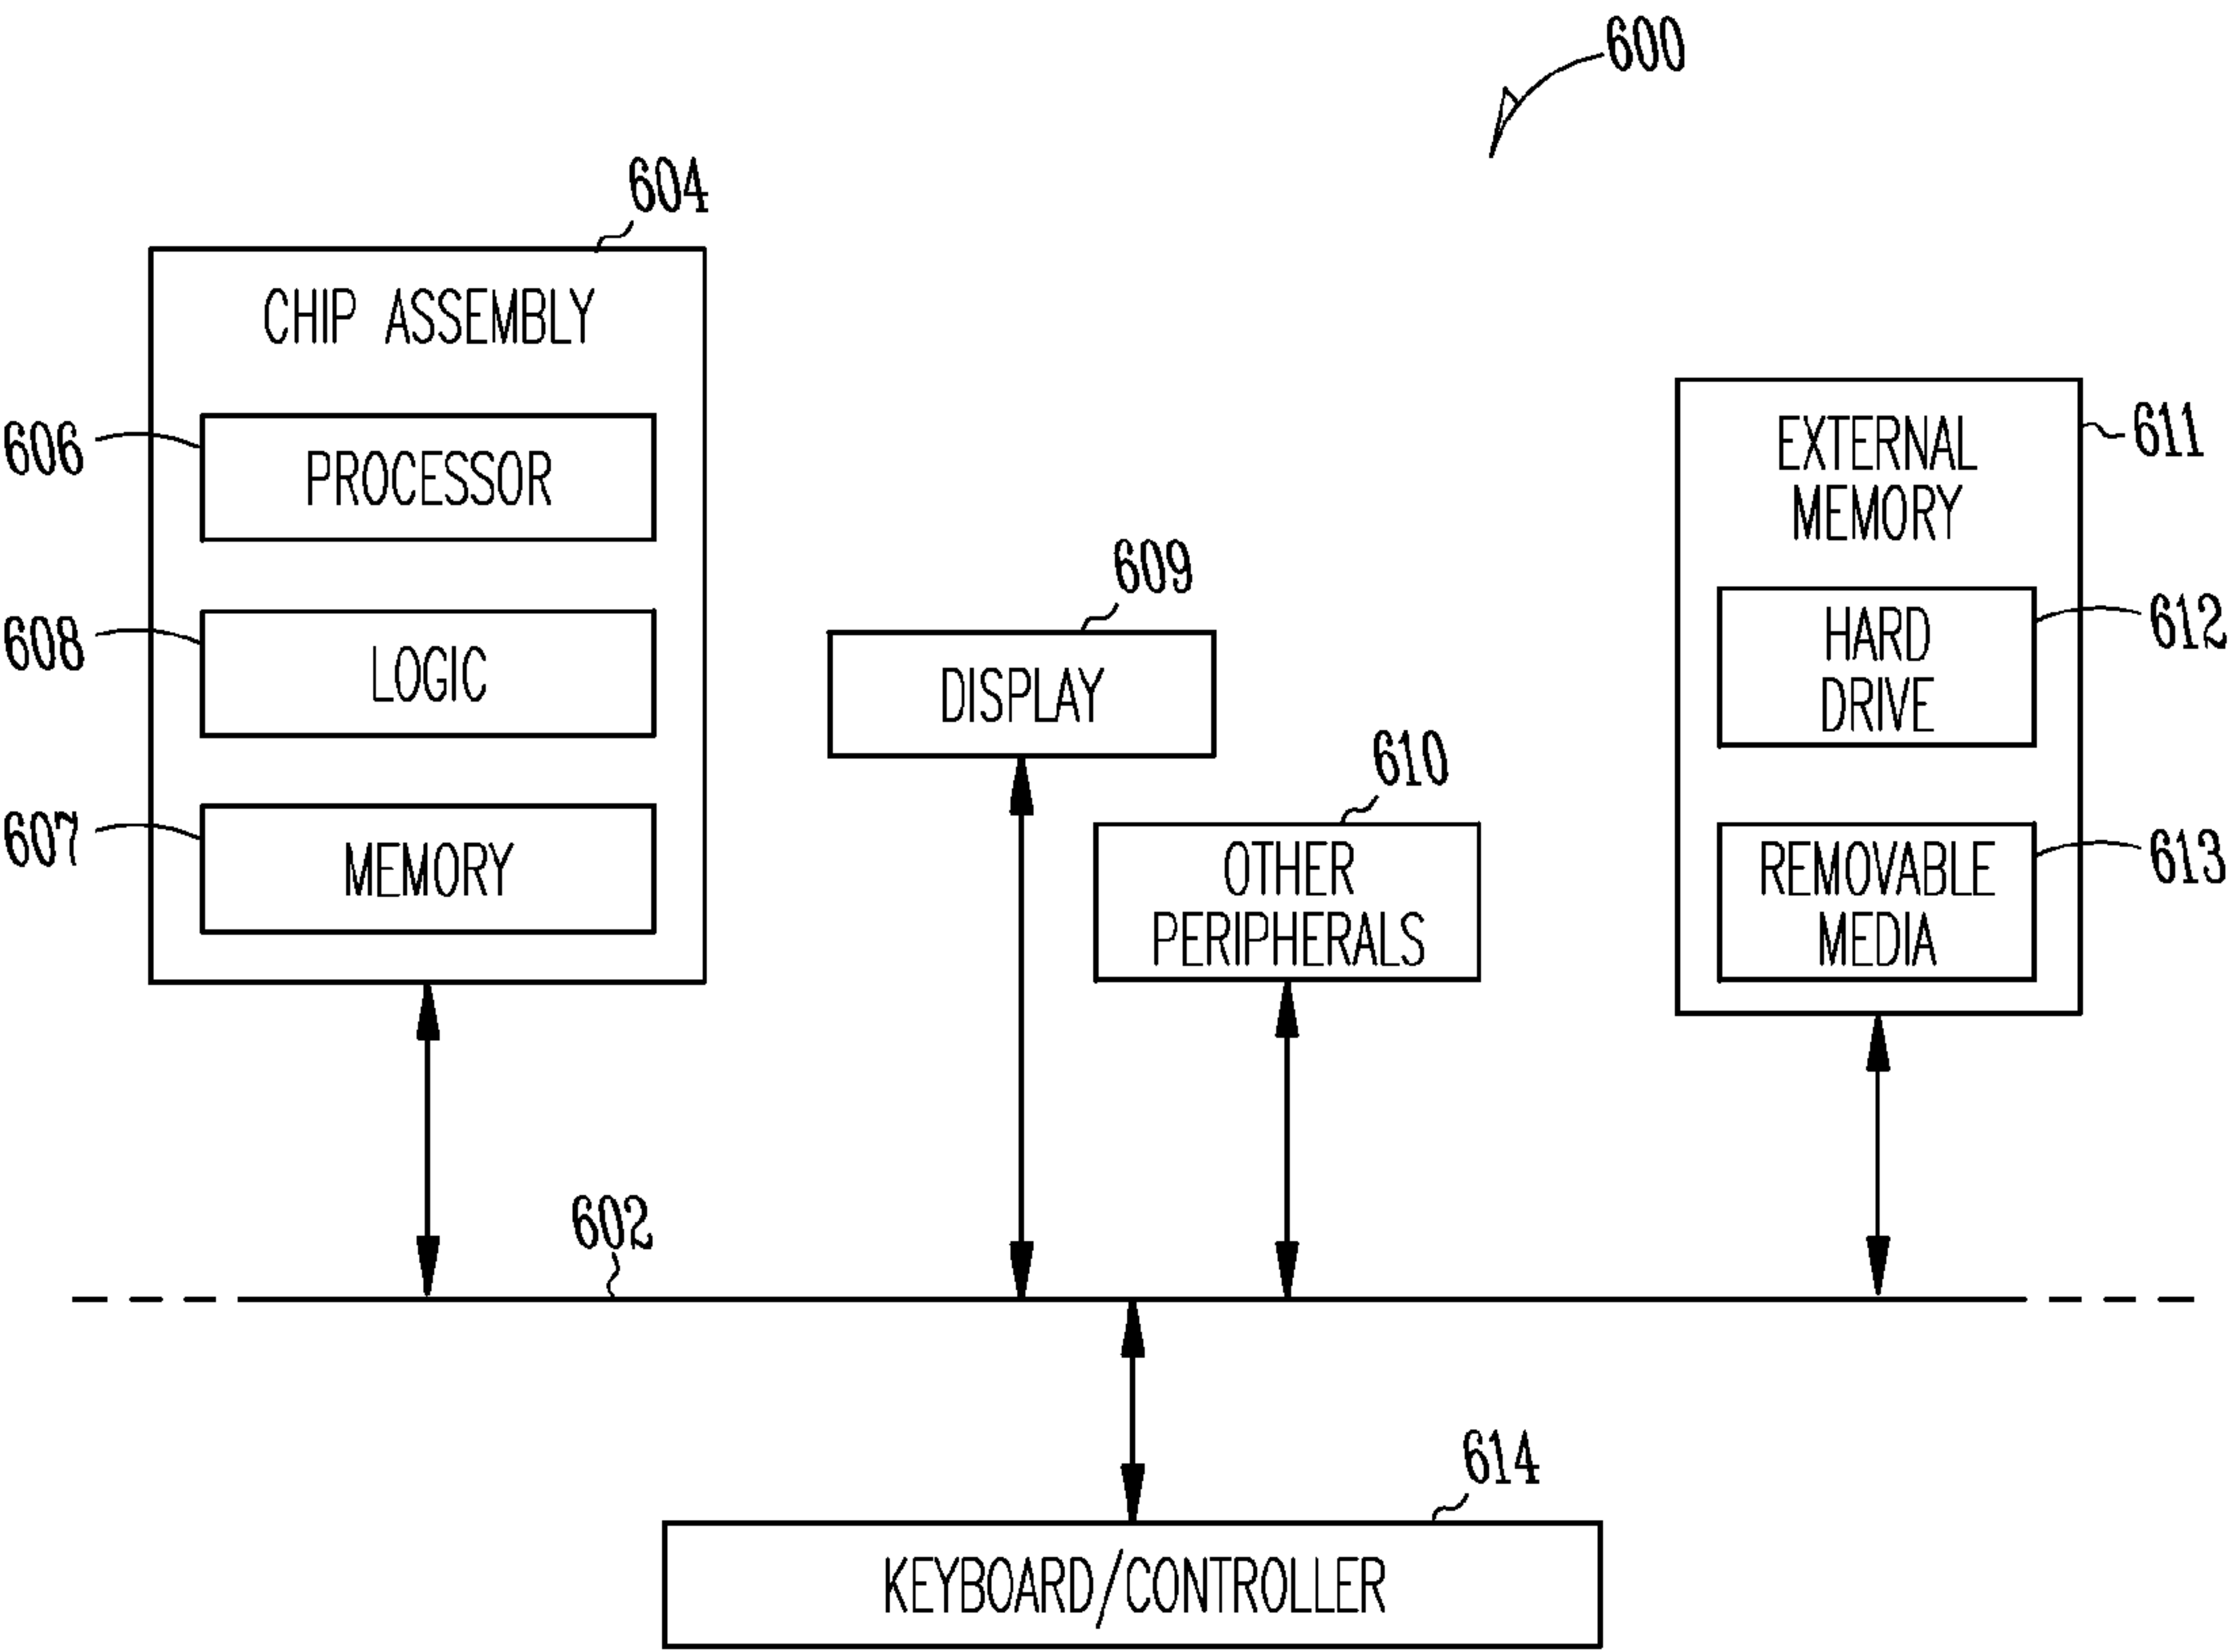 600
604
CHIP ASSEMBLY
606
PROCESSOR
608
LOGIC
607
MEMORY
609
DISPLAY
610
OTHER
PERIPHERALS
611
EXTERNAL
MEMORY
612
HARD
DRIVE
613
REMOVABLE
MEDIA
602
614
KEYBOARD/CONTROLLER